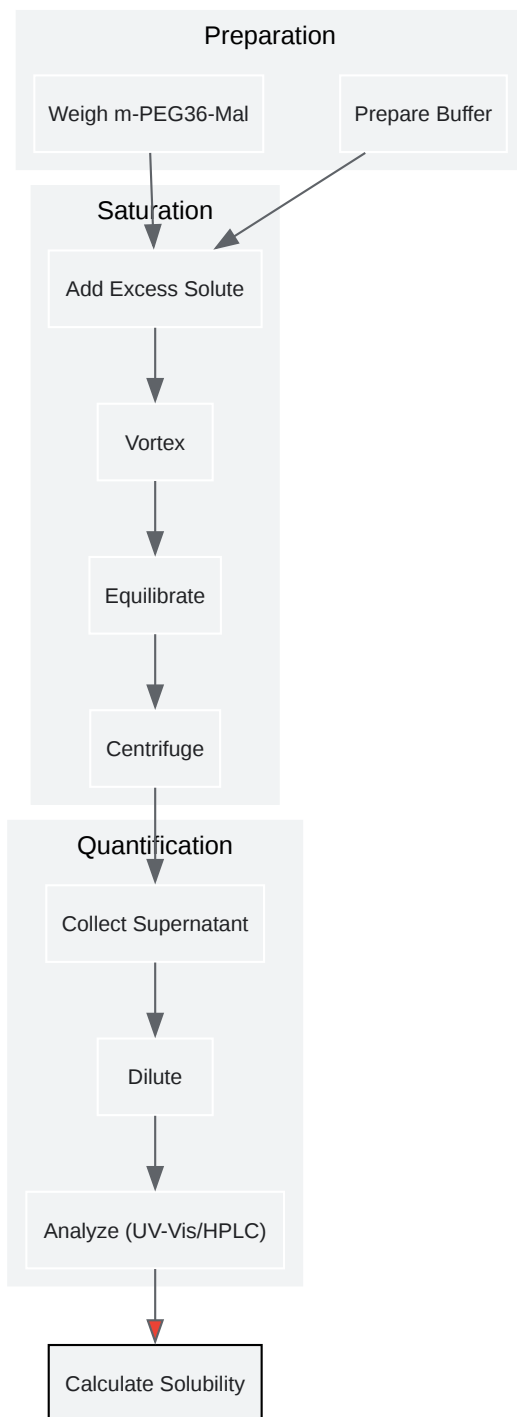 Preparation
Weigh m-PEG36-Mal
Prepare Buffer
Saturation
Add Excess Solute
Vortex
Equilibrate
Centrifuge
Quantification
Collect Supernatant
Dilute
Analyze (UV-Vis/HPLC)
Calculate Solubility